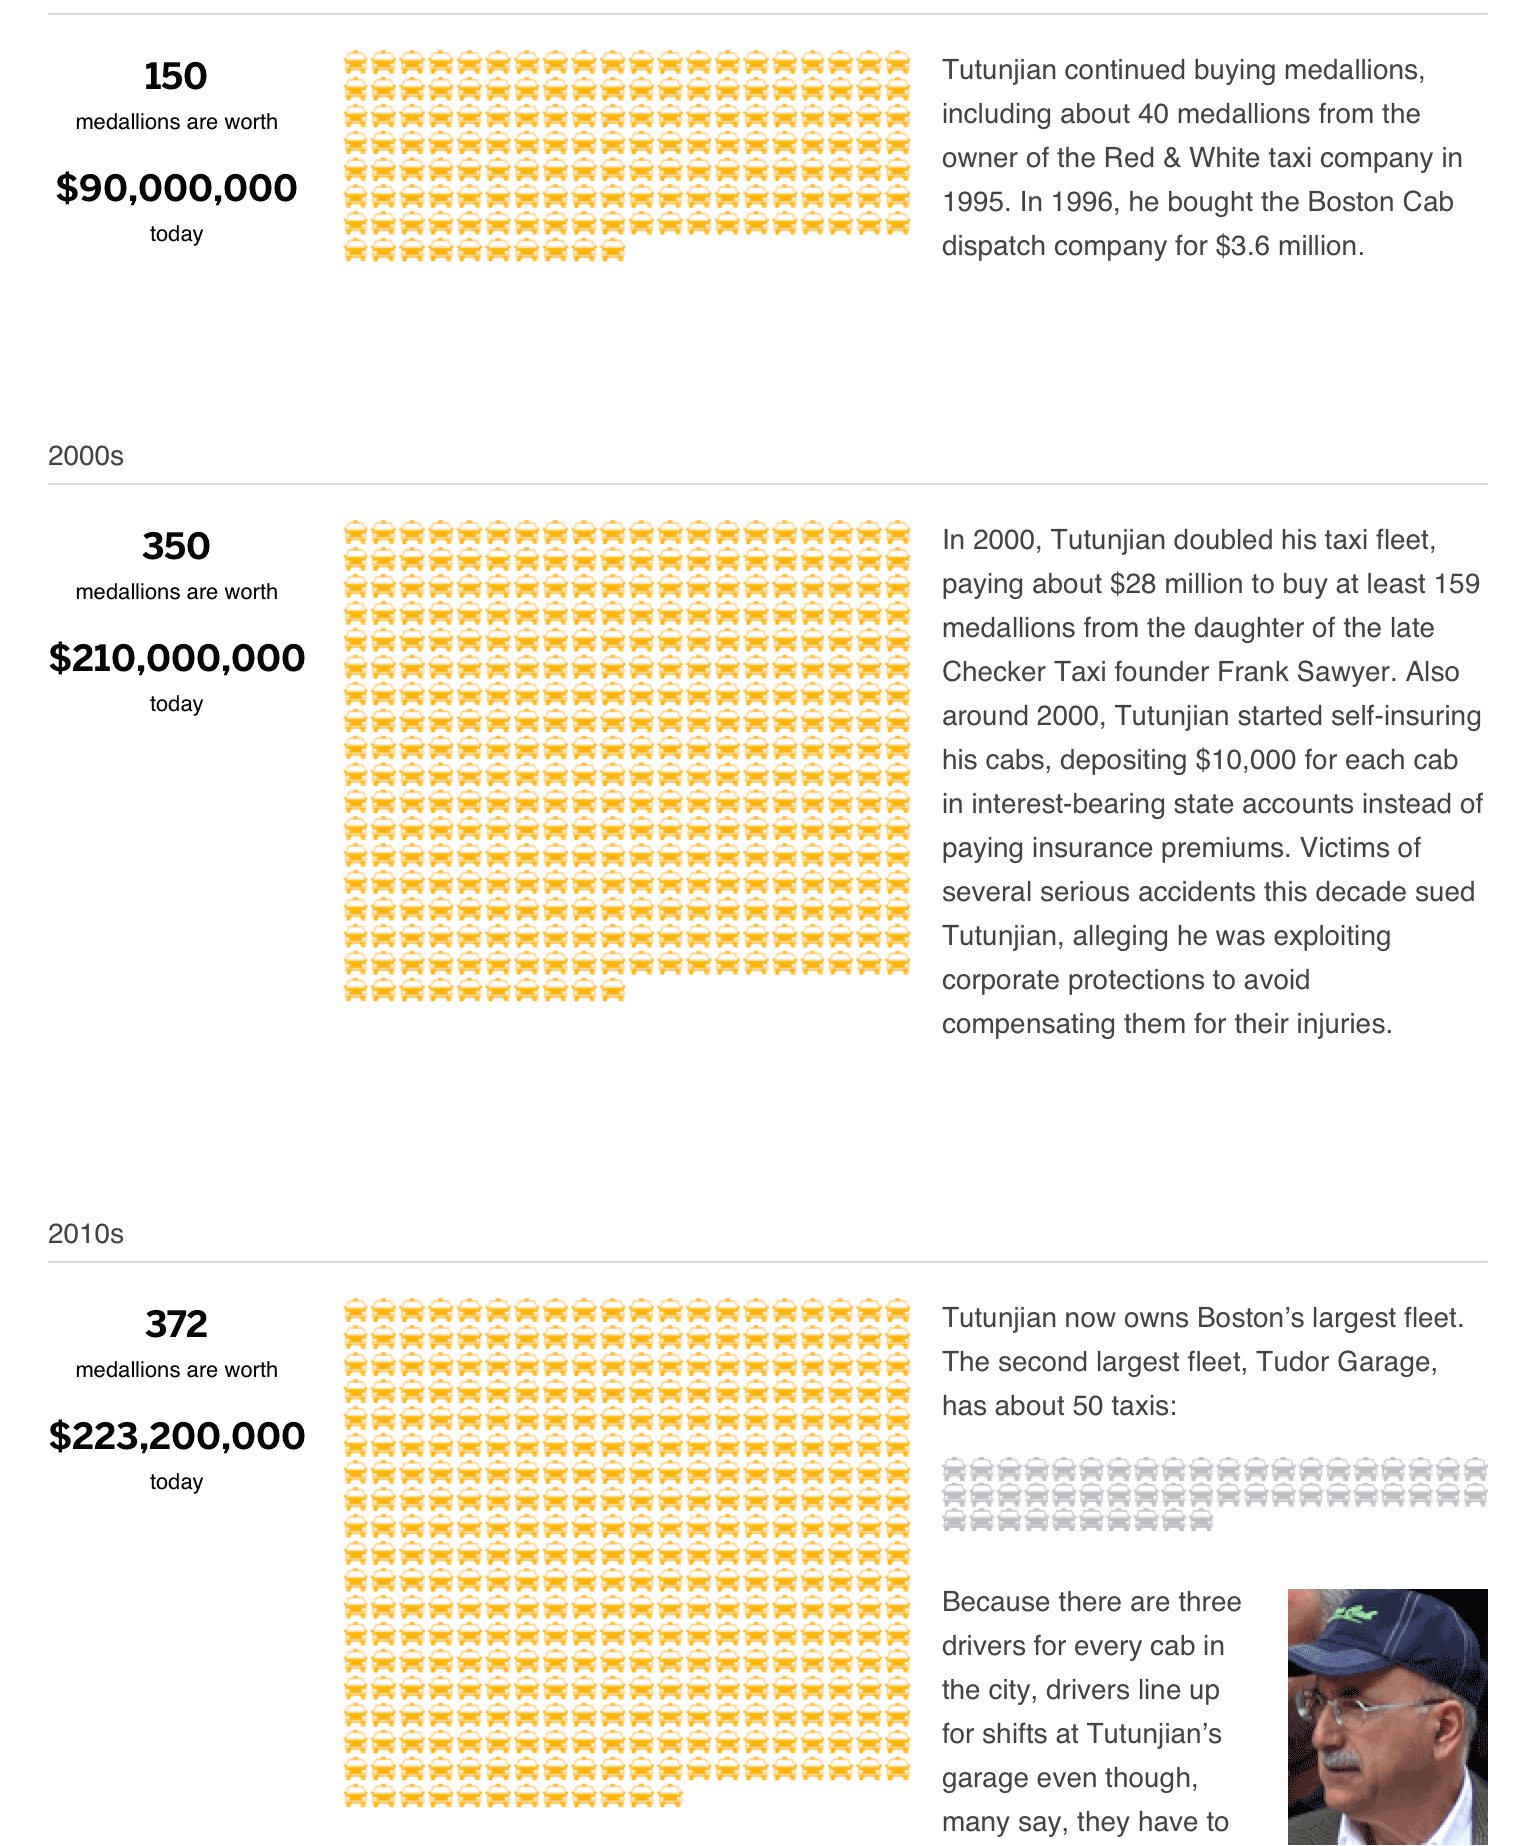 150
medallions are worth
$90,000,000
today
Tutunjian continued buying medallions,
including about 40 medallions from the
owner of the Red & White taxi company in
1995. In 1996, he bought the Boston Cab
dispatch company for $3.6 million.
2000s
350
medallions are worth
$210,000,000
today
In 2000, Tutunjian doubled his taxi fleet,
paying about $28 million to buy at least 159
medallions from the daughter of the late
Checker Taxi founder Frank Sawyer. Also
around 2000, Tutunjian started self-insuring
his cabs, depositing $10,000 for each cab
in interest-bearing state accounts instead of
paying insurance premiums. Victims of
several serious accidents this decade sued
Tutunjian, alleging he was exploiting
corporate protections to avoid
compensating them for their injuries.
2010s
372
medallions are worth
$223,200,000
today
Tutunjian now owns Boston’s largest fleet.
The second largest fleet, Tudor Garage,
has about 50 taxis:
Because there are three
drivers for every cab in
the city, drivers line up
for shifts at Tutunjian’s
garage even though,
many say, they have to